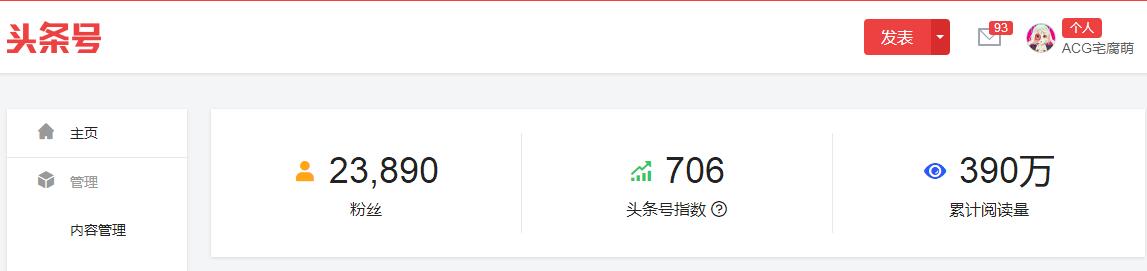 头条号
发表
93
个人
ACG宅腐萌
主页
管理
内容管理
23,890
粉丝
706
头条号指数 ?
390万
累计阅读量